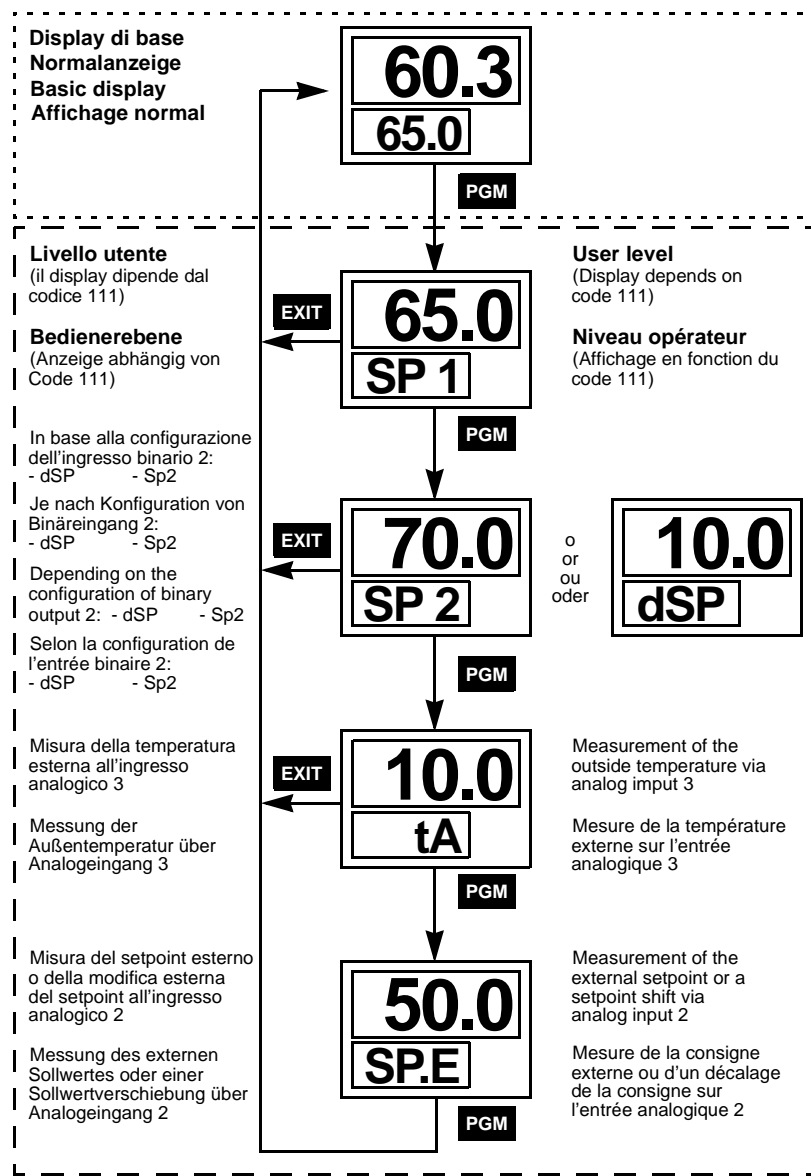 Display di base
Normalanzeige
Basic display
Affichage normal
60.3
65.0
PGM
Livello utente
(il display dipende dal
codice 111)
Bedienerebene
(Anzeige abhängig von
Code 111)
EXIT
65.0
SP 1
User level
(Display depends on
code 111)
Niveau opérateur
(Affichage en fonction du
code 111)
PGM
In base alla configurazione
dell'ingresso binario 2:
- dSP - Sp2
Je nach Konfiguration von
Binäreingang 2:
- dSP - Sp2
Depending on the
configuration of binary
output 2: - dSP - Sp2
Selon la configuration de
l'entrée binaire 2:
- dSP - Sp2
EXIT
70.0
SP 2
o
or
ou
oder
10.0
dSP
PGM
Misura della temperatura
esterna all'ingresso
analogico 3
Messung der
Außentemperatur über
Analogeingang 3
EXIT
10.0
tA
Measurement of the
outside temperature via
analog imput 3
Mesure de la température
externe sur l'entrée
analogique 3
PGM
Misura del setpoint esterno
o della modifica esterna
del setpoint all'ingresso
analogico 2
Messung des externen
Sollwertes oder einer
Sollwertverschiebung über
Analogeingang 2
50.0
SP.E
Measurement of the
external setpoint or a
setpoint shift via
analog input 2
Mesure de la consigne
externe ou d'un décalage
de la consigne sur
l'entrée analogique 2
PGM